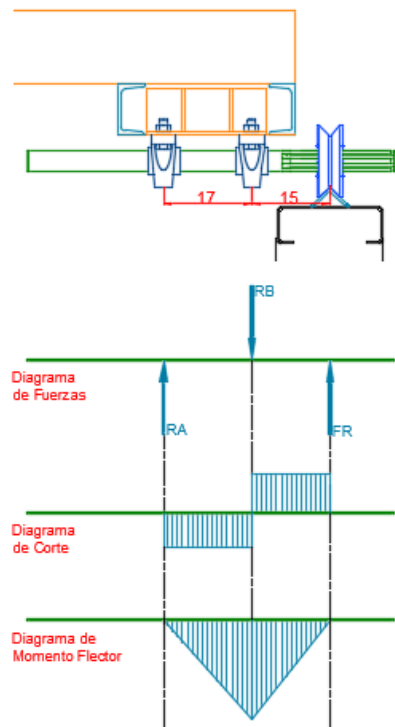 17
15
RB
Diagrama
de Fuerzas
RA
FR
Diagrama
de Corte
Diagrama de
Momento Flector